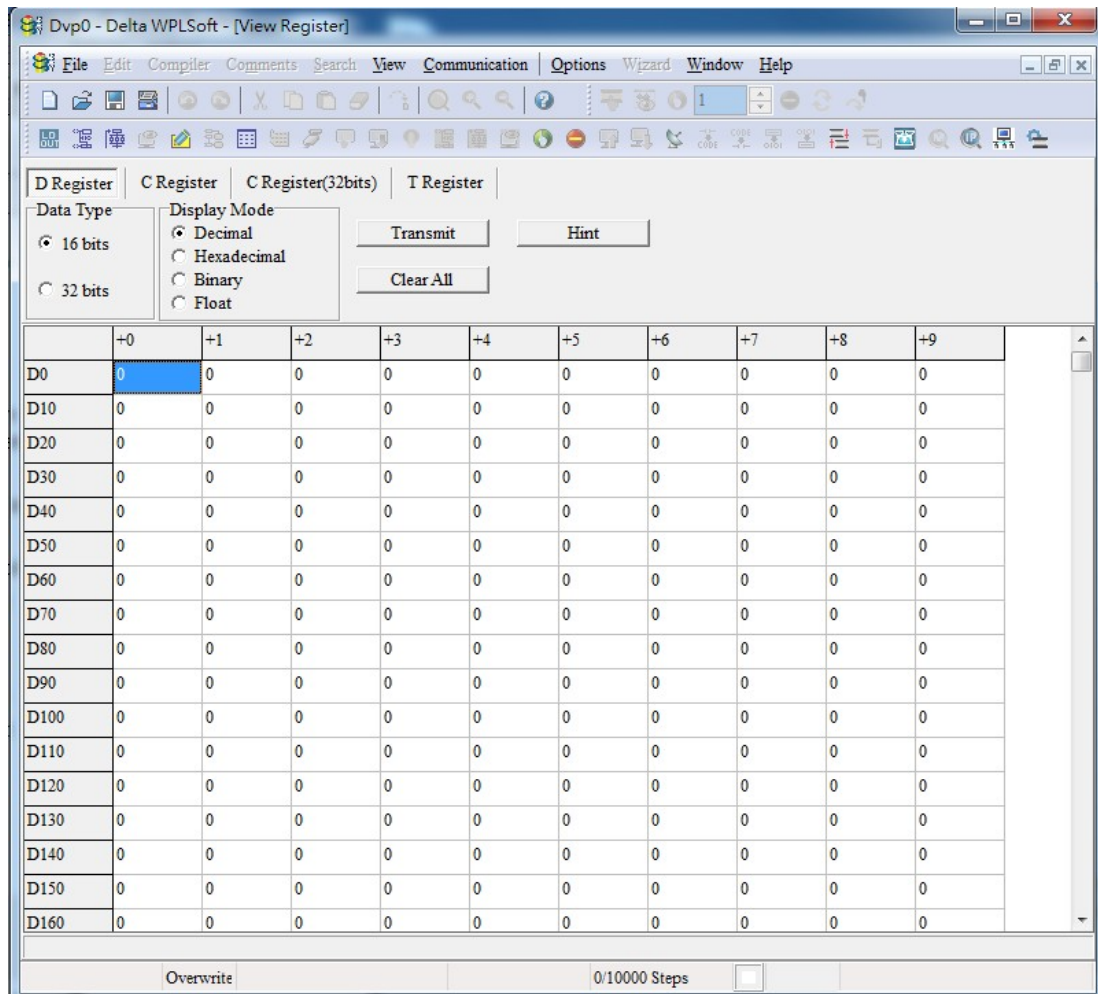 Dvp0 - Delta WPLSoft - [View Register]
File Edit Compiler Comments Search View Communication Options Wizard Window Help
1
LD OUT CODE CODE
D Register C Register C Register(32bits) T Register
Data Type Display Mode
16 bits Decimal Transmit Hint
Hexadecimal
32 bits Binary Clear All
Float
+0 +1 +2 +3 +4 +5 +6 +7 +8 +9
D0 0 0 0 0 0 0 0 0 0 0
D10 0 0 0 0 0 0 0 0 0 0
D20 0 0 0 0 0 0 0 0 0 0
D30 0 0 0 0 0 0 0 0 0 0
D40 0 0 0 0 0 0 0 0 0 0
D50 0 0 0 0 0 0 0 0 0 0
D60 0 0 0 0 0 0 0 0 0 0
D70 0 0 0 0 0 0 0 0 0 0
D80 0 0 0 0 0 0 0 0 0 0
D90 0 0 0 0 0 0 0 0 0 0
D100 0 0 0 0 0 0 0 0 0 0
D110 0 0 0 0 0 0 0 0 0 0
D120 0 0 0 0 0 0 0 0 0 0
D130 0 0 0 0 0 0 0 0 0 0
D140 0 0 0 0 0 0 0 0 0 0
D150 0 0 0 0 0 0 0 0 0 0
D160 0 0 0 0 0 0 0 0 0 0
Overwrite 0/10000 Steps